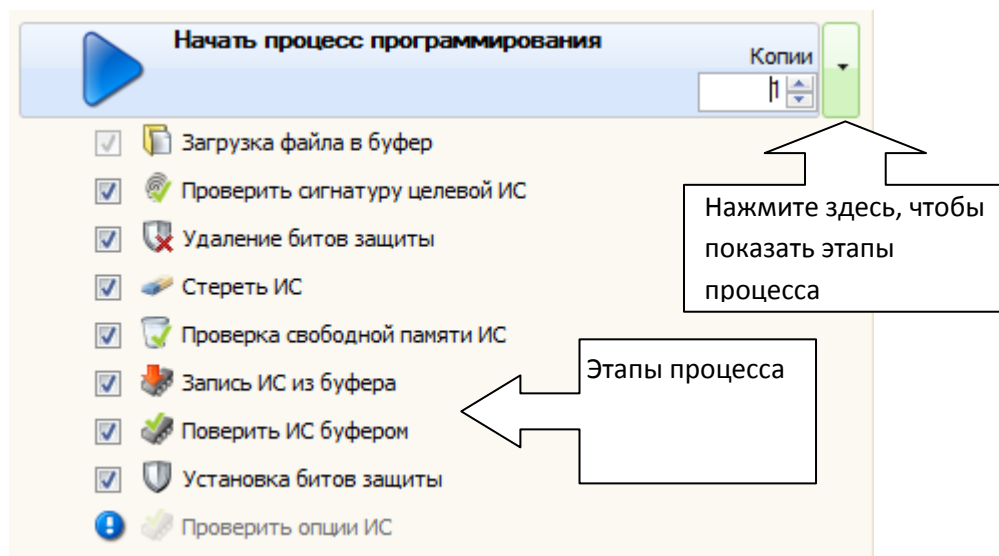 Начать процесс программирования
Копии
1
Загрузка файла в буфер
Проверить сигнатуру целевой ИС
Удаление битов защиты
Стереть ИС
Проверка свободной памяти ИС
Запись ИС из буфера
Поверить ИС буфером
Установка битов защиты
Проверить опции ИС
Нажмите здесь, чтобы
показать этапы
процесса
Этапы процесса